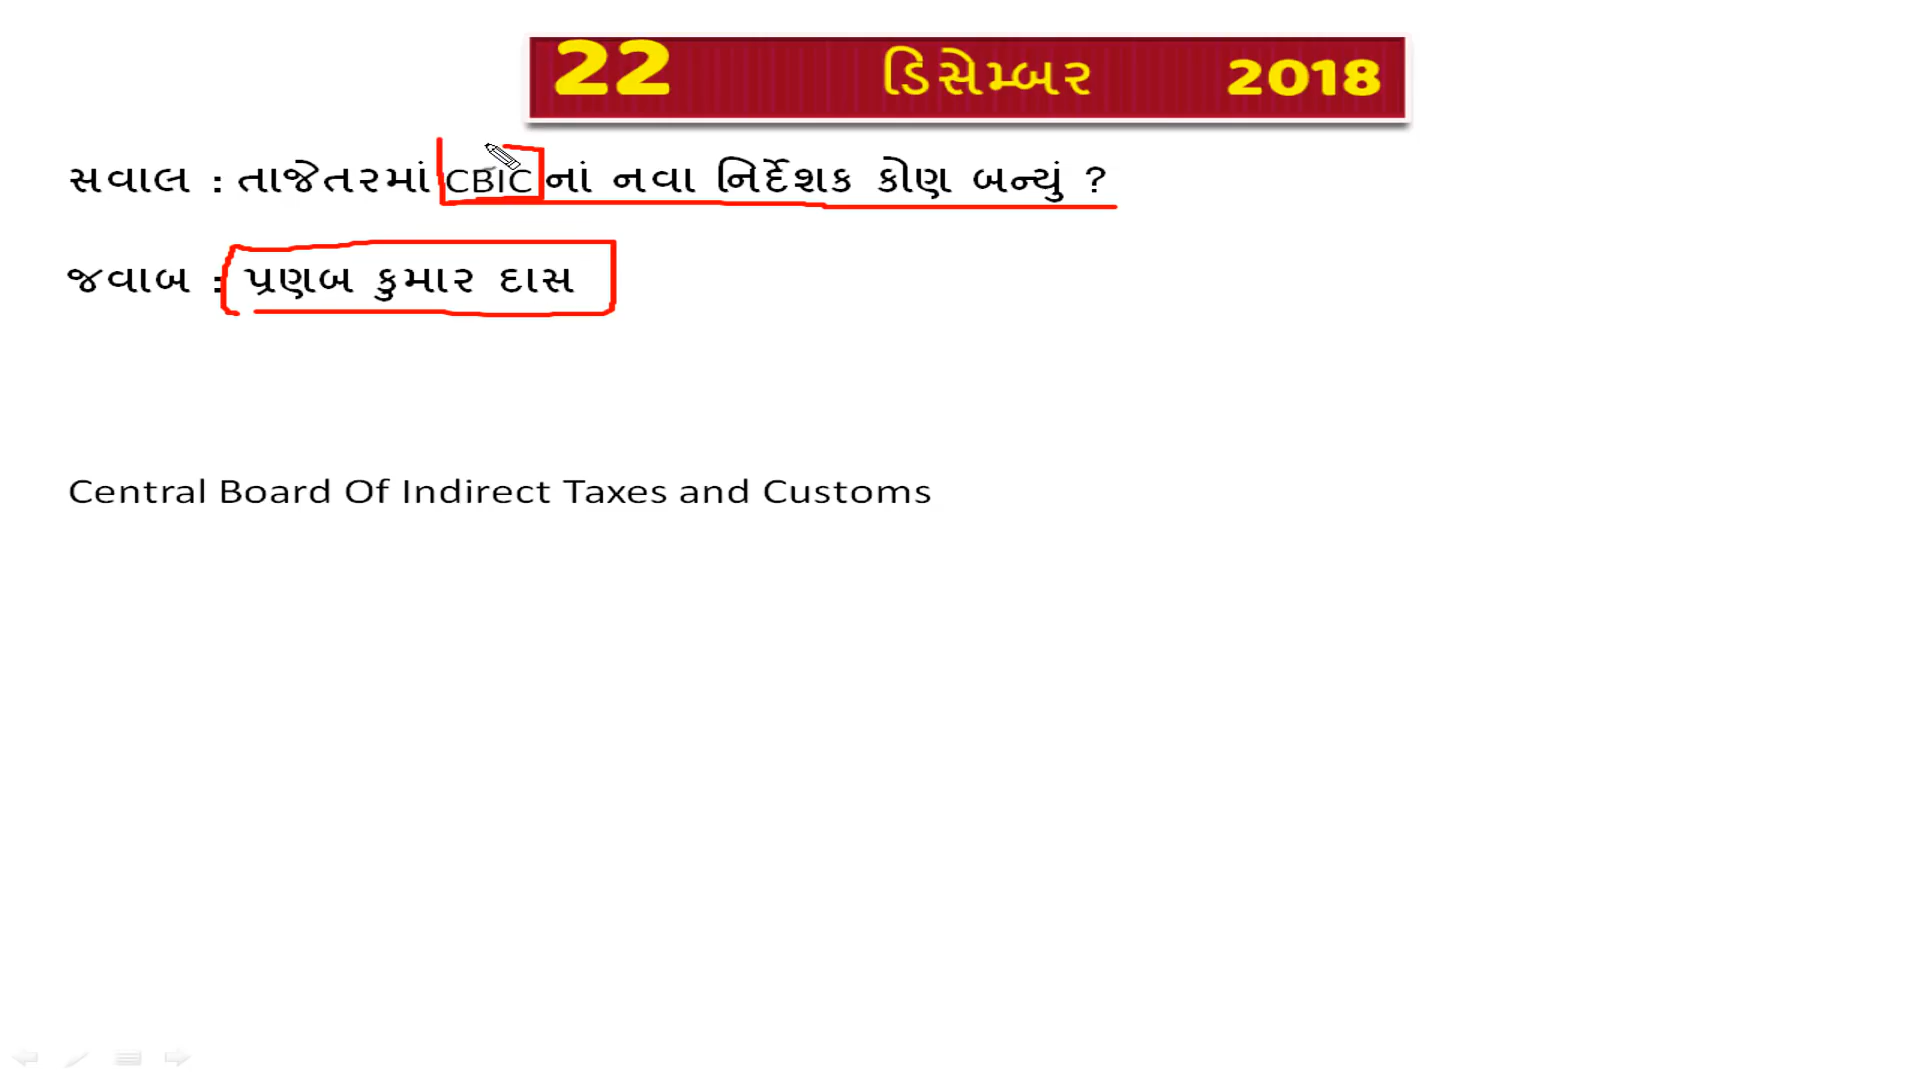 22 ડિસેમ્બર 2018
સવાલ : તાજેતરમાં CBIC નાં નવા નિર્દેશક કોણ બન્યું ?
જવાબ : પ્રણબ કુમાર દાસ
Central Board Of Indirect Taxes and Customs